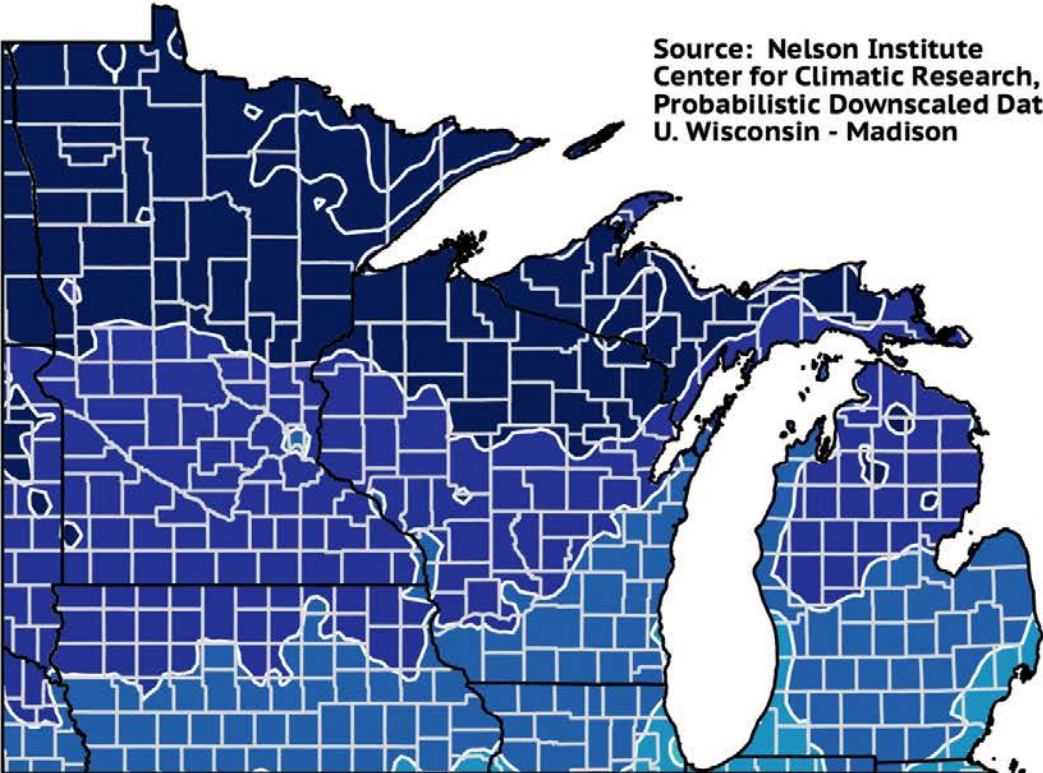 Source: Nelson Institute
Center for Climatic Research,
Probabilistic Downscaled Dat
U. Wisconsin - Madison